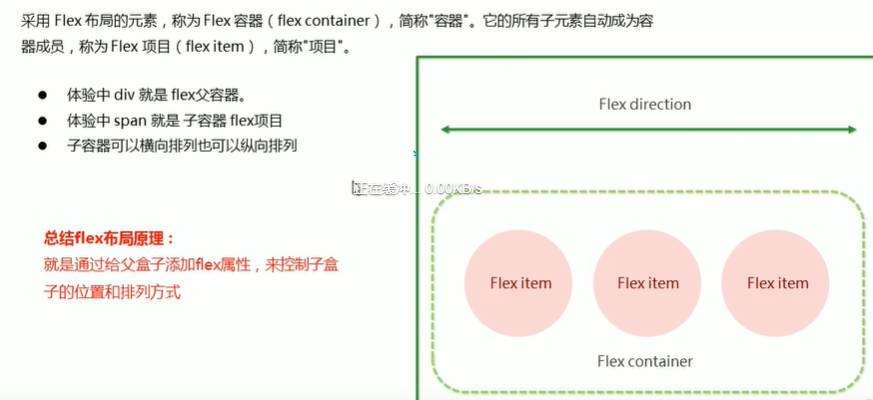 采用 Flex 布局的元素，称为 Flex 容器（flex container），简称"容器"。它的所有子元素自动成为容
器成员，称为 Flex 项目（flex item），简称"项目"。
● 体验中 div 就是 flex父容器。
● 体验中 span 就是 子容器 flex项目
● 子容器可以横向排列也可以纵向排列
总结flex布局原理：
就是通过给父盒子添加flex属性，来控制子盒
子的位置和排列方式
Flex direction
正在缓冲... 0.00KB/s
Flex item Flex item Flex item
Flex container